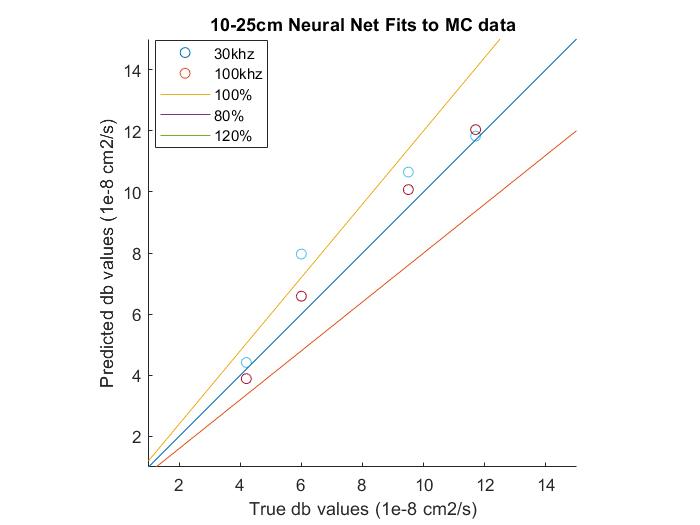 10-25cm Neural Net Fits to MC data
30khz
100khz
100%
80%
120%
14
12
10
8
6
4
2
Predicted db values (1e-8 cm2/s)
2 4 6 8 10 12 14
True db values (1e-8 cm2/s)